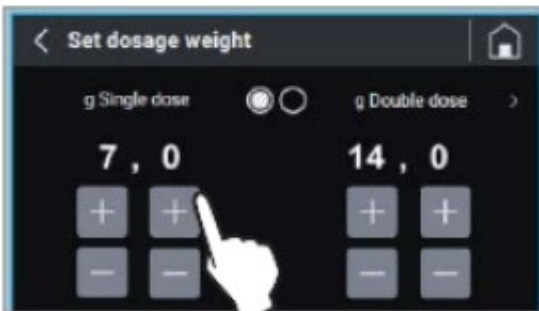 < Set dosage weight
g Single dose g Double dose >
7 , 0 14 , 0
+ + + +
− − − −